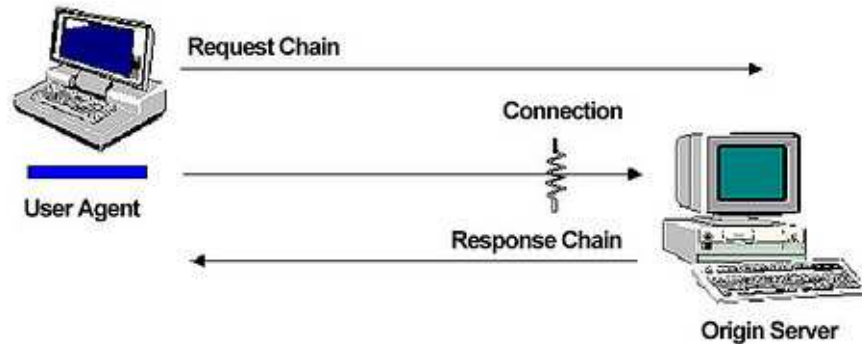 Request Chain
Connection
User Agent
Response Chain
Origin Server